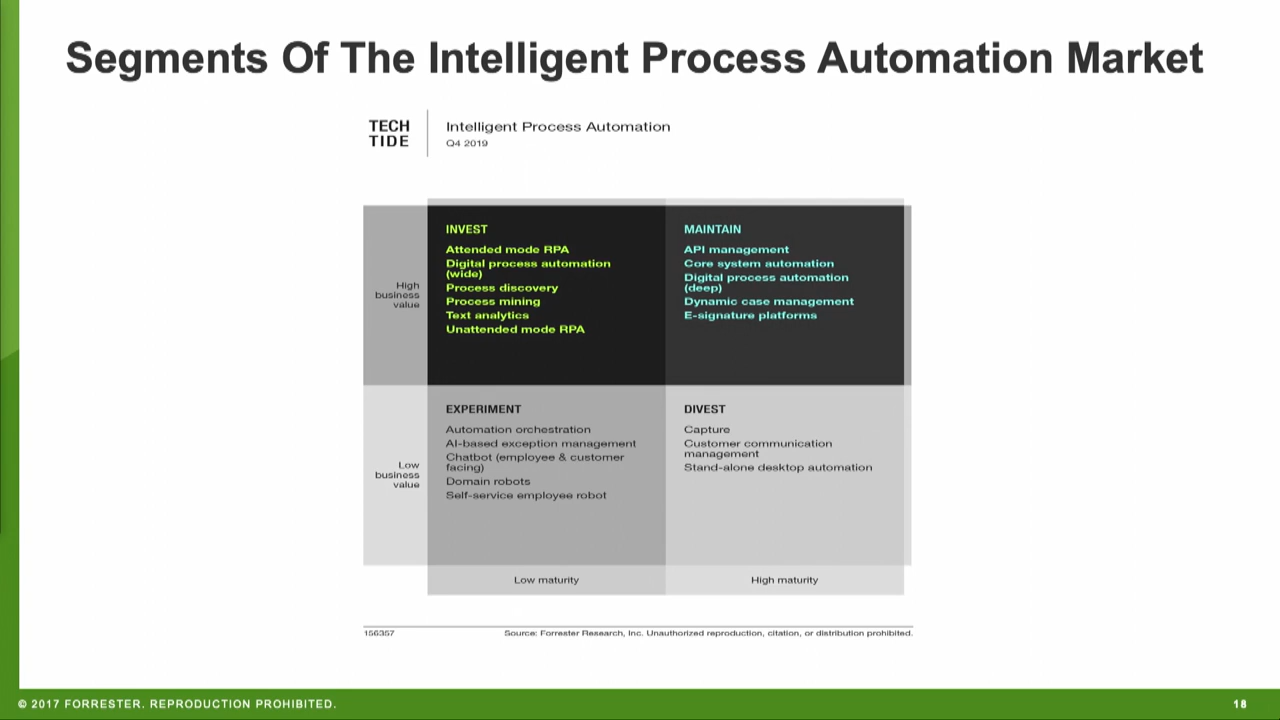 Segments Of The Intelligent Process Automation Market
TECH
TIDE
Intelligent Process Automation
Q4 2019
High
business
value
INVEST
Attended mode RPA
Digital process automation
(wide)
Process discovery
Process mining
Text analytics
Unattended mode RPA
MAINTAIN
API management
Core system automation
Digital process automation
(deep)
Dynamic case management
E-signature platforms
Low
business
value
EXPERIMENT
Automation orchestration
AI-based exception management
Chatbot (employee & customer
facing)
Domain robots
Self-service employee robot
DIVEST
Capture
Customer communication
management
Stand-alone desktop automation
Low maturity
High maturity
156357
Source: Forrester Research, Inc. Unauthorized reproduction, citation, or distribution prohibited.
© 2017 FORRESTER. REPRODUCTION PROHIBITED.
18